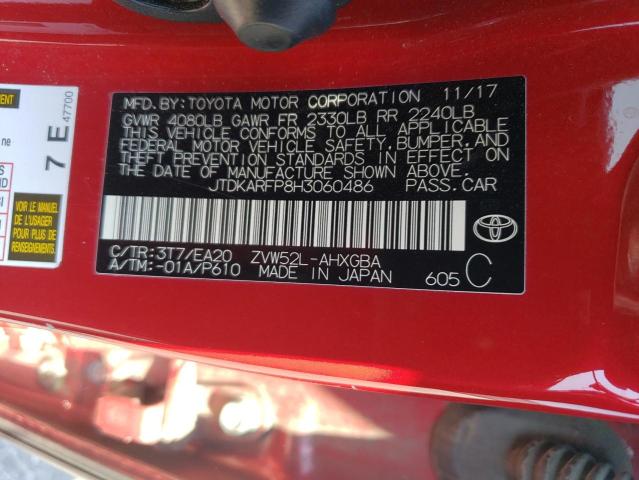 MFD. BY: TOYOTA MOTOR CORPORATION 11/17
GVWR 4080LB GAWR FR 2330LB RR 2240LB
THIS VEHICLE CONFORMS TO ALL APPLICABLE
FEDERAL MOTOR VEHICLE SAFETY, BUMPER, AND
THEFT PREVENTION STANDARDS IN EFFECT ON
THE DATE OF MANUFACTURE SHOWN ABOVE.
JTDKARFP8H3060486 PASS. CAR
C/TR: 3T7/EA20 ZVW52L-AHXGBA
A/TM: -01A/P610 MADE IN JAPAN 605 C
7 E 47700
VOIR LE MANUEL
DE L'USAGER
POUR PLUS DE